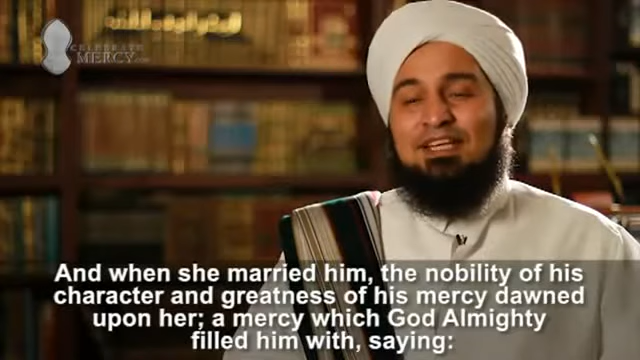 CELEBRATE
MERCY.com
And when she married him, the nobility of his
character and greatness of his mercy dawned
upon her; a mercy which God Almighty
filled him with, saying: